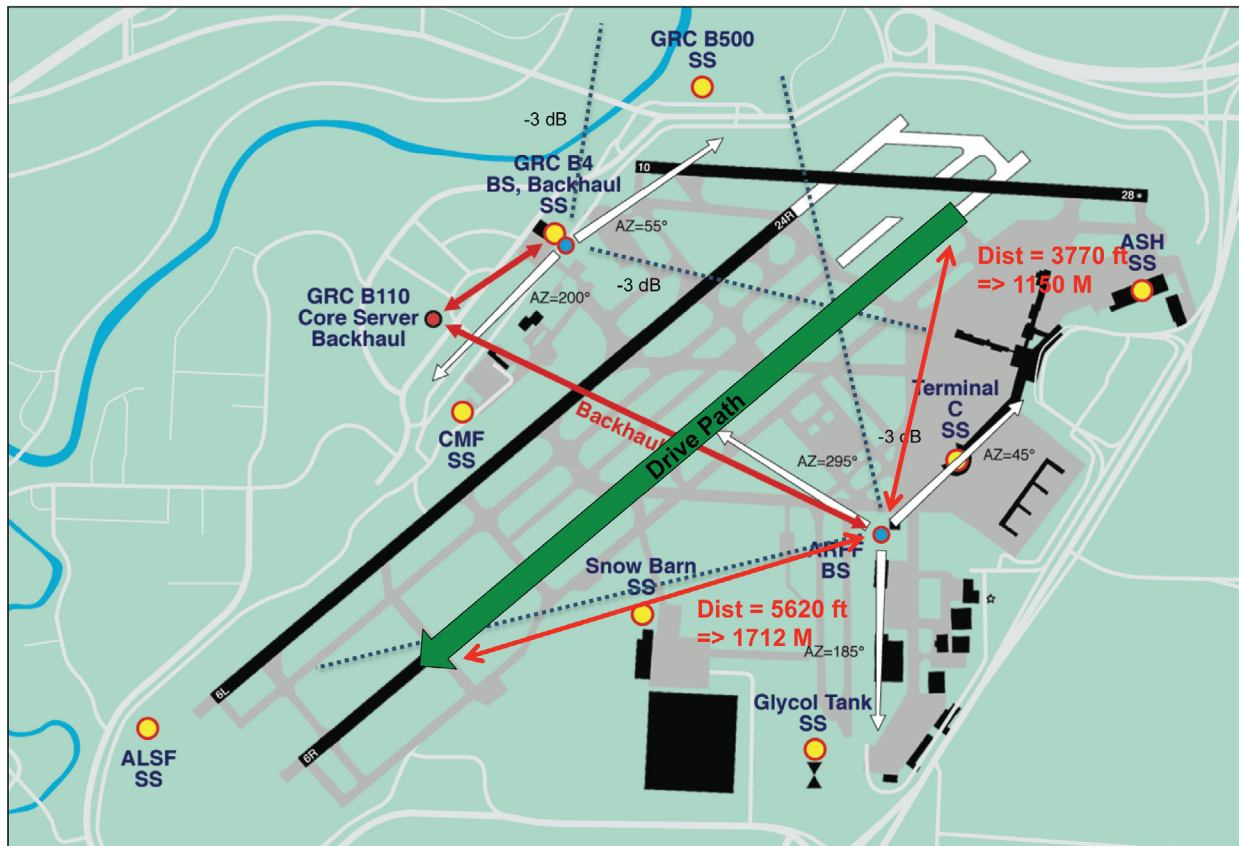 GRC B500
SS
-3 dB
GRC B4
BS, Backhaul
SS
10
28
24R
AZ=55°
ASH
SS
Dist = 3770 ft
=> 1150 M
-3 dB
AZ=200°
GRC B110
Core Server
Backhaul
Terminal
C
SS
CMF
SS
Backhaul
Drive Path
-3 dB
AZ=295°
AZ=45°
ARFF
BS
Snow Barn
SS
Dist = 5620 ft
=> 1712 M
AZ=185°
6L
Glycol Tank
SS
ALSF
SS
6R